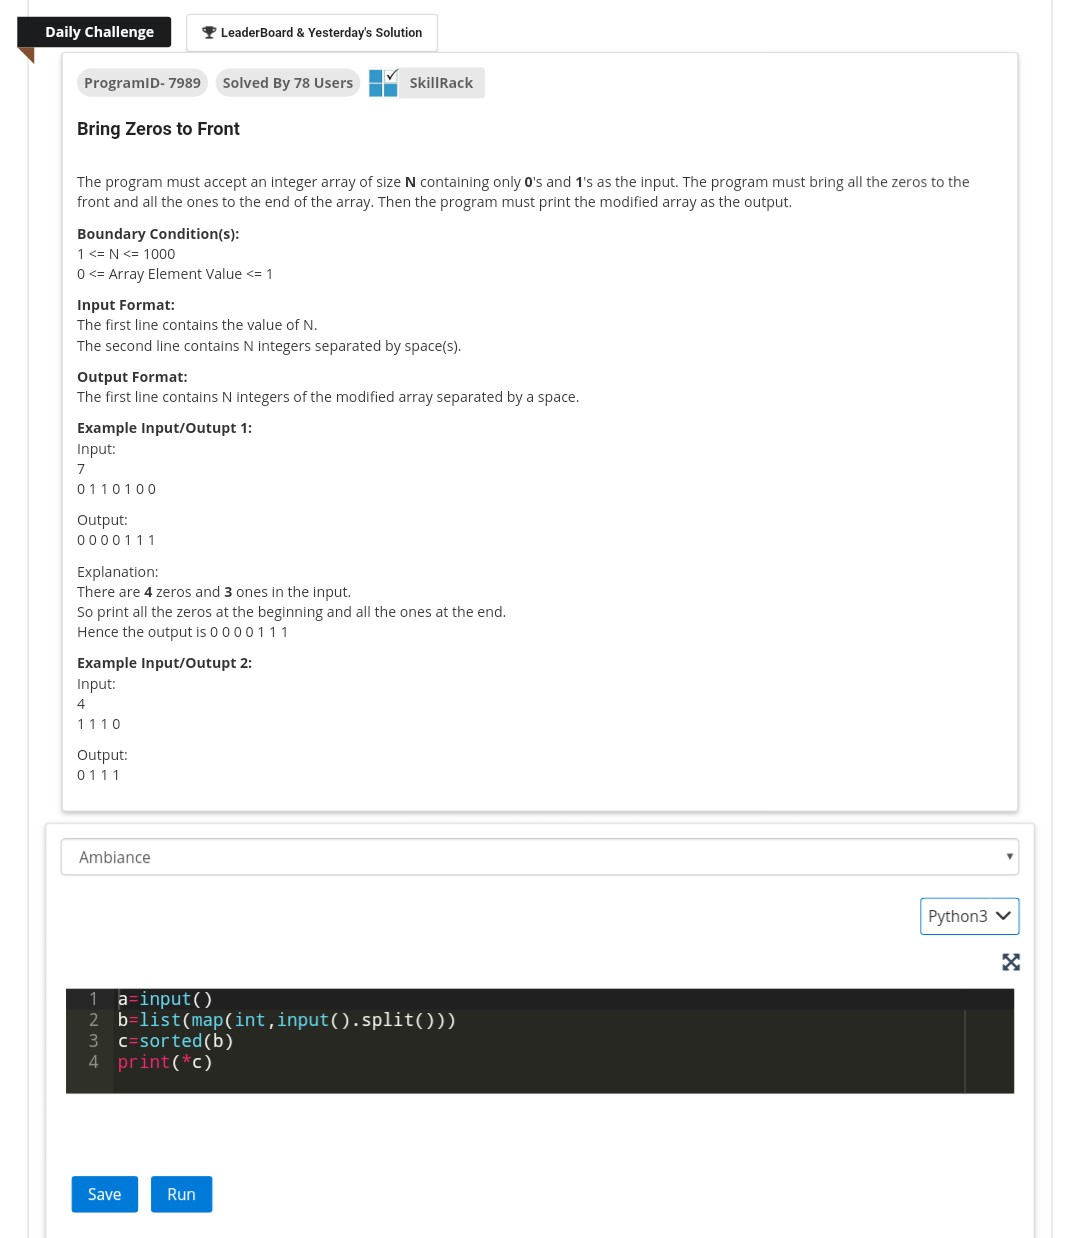 Daily Challenge
LeaderBoard & Yesterday's Solution
ProgramID- 7989
Solved By 78 Users
SkillRack
Bring Zeros to Front
The program must accept an integer array of size N containing only 0's and 1's as the input. The program must bring all the zeros to the
front and all the ones to the end of the array. Then the program must print the modified array as the output.
Boundary Condition(s):
1 <= N <= 1000
0 <= Array Element Value <= 1
Input Format:
The first line contains the value of N.
The second line contains N integers separated by space(s).
Output Format:
The first line contains N integers of the modified array separated by a space.
Example Input/Outupt 1:
Input:
7
0 1 1 0 1 0 0
Output:
0 0 0 0 1 1 1
Explanation:
There are 4 zeros and 3 ones in the input.
So print all the zeros at the beginning and all the ones at the end.
Hence the output is 0 0 0 0 1 1 1
Example Input/Outupt 2:
Input:
4
1 1 1 0
Output:
0 1 1 1
Ambiance
Python3
1 a=input()
2 b=list(map(int,input().split()))
3 c=sorted(b)
4 print(*c)
Save
Run